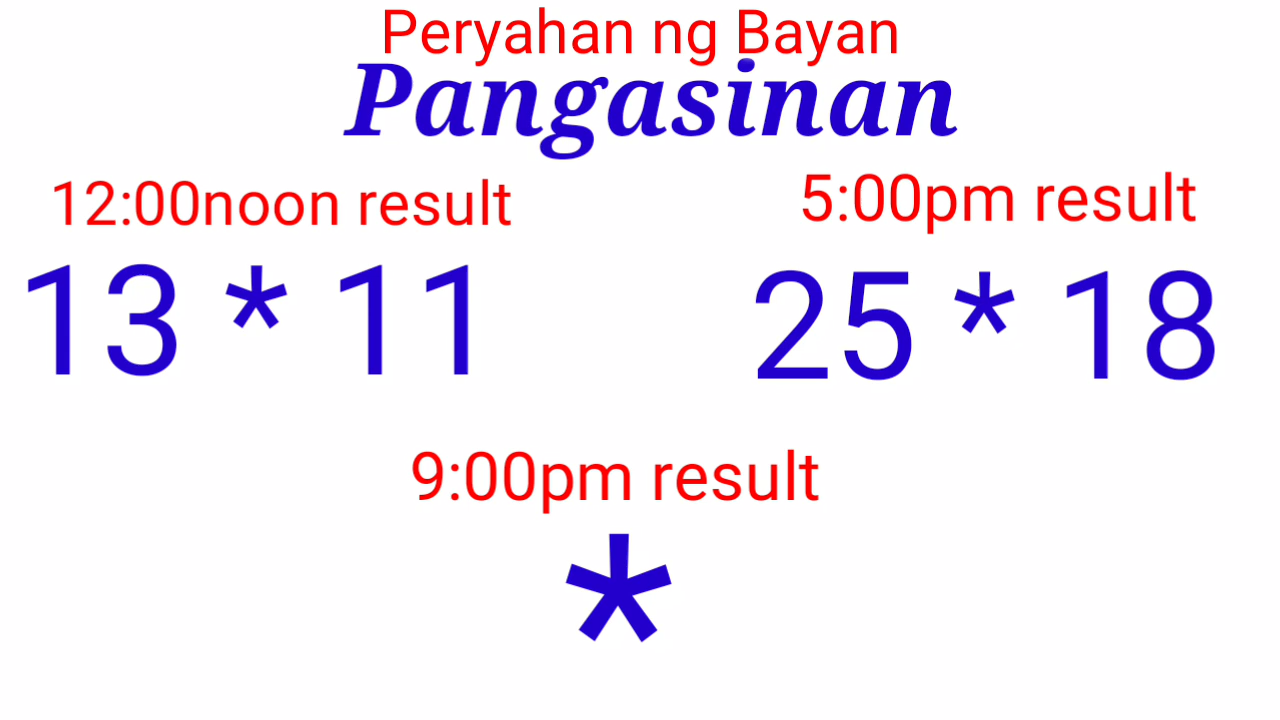 Peryahan ng Bayan
Pangasinan
12:00noon result
13 * 11
5:00pm result
25 * 18
9:00pm result
*